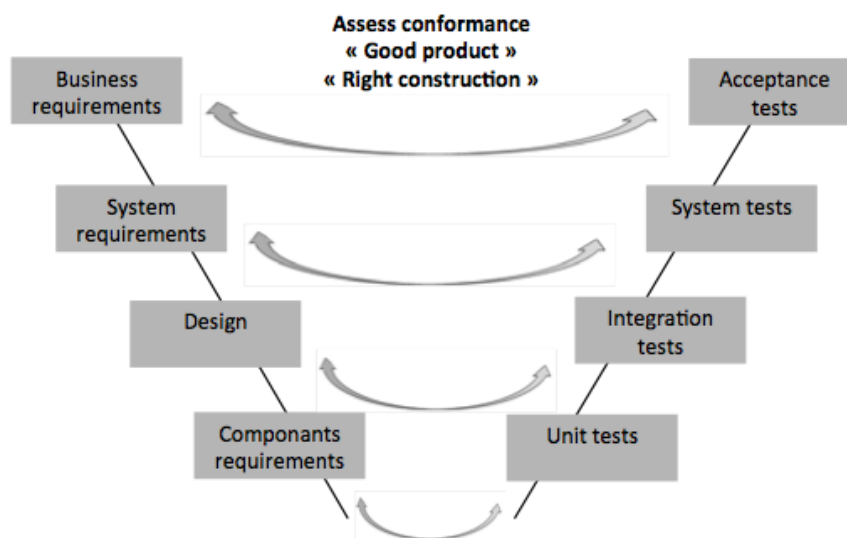 Assess conformance
« Good product »
« Right construction »
Business
requirements
Acceptance
tests
System
requirements
System tests
Design
Integration
tests
Componants
requirements
Unit tests